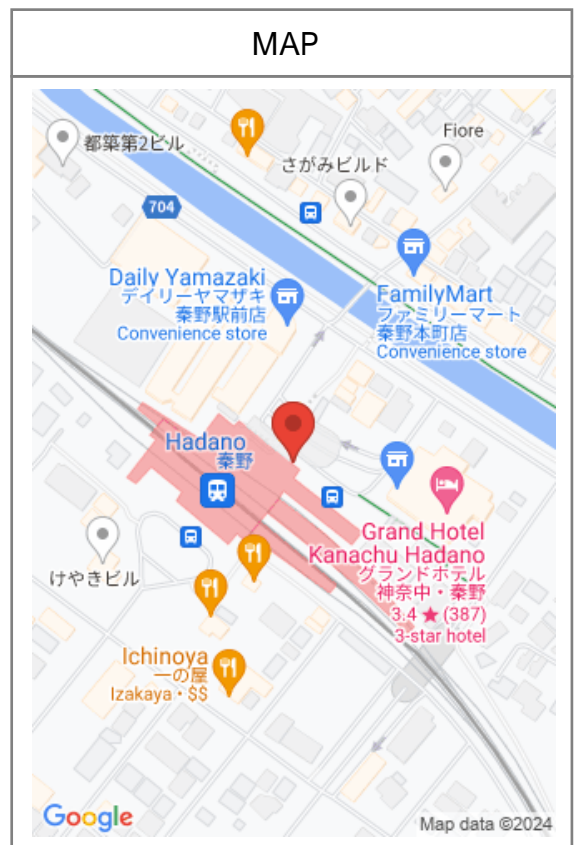 MAP
Fiore
都築第2ビル
さがみビルド
704
Daily Yamazaki
デイリーヤマザキ
秦野駅前店
Convenience store
FamilyMart
ファミリーマート
秦野本町店
Convenience store
Hadano
秦野
Grand Hotel
Kanachu Hadano
グランドホテル
神奈中・秦野
3.4 ★ (387)
3-star hotel
けやきビル
Ichinoya
一の屋
Izakaya • $$
Google
Map data ©2024